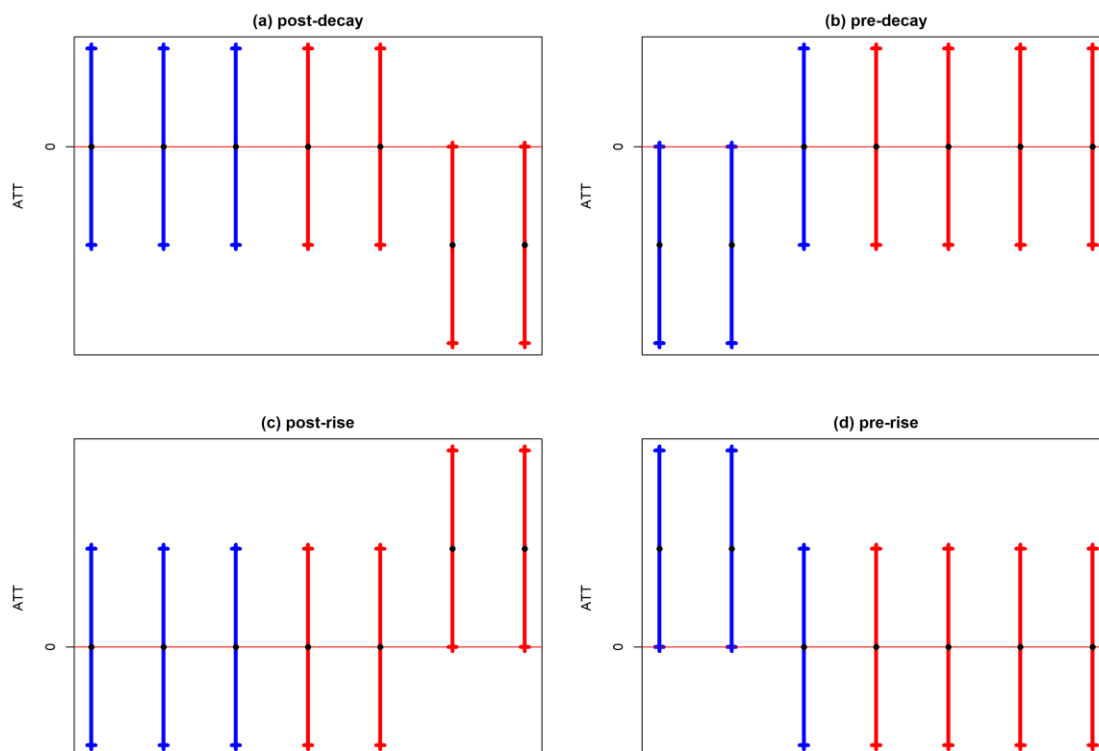 (a) post-decay
0
ATT
(b) pre-decay
0
ATT
(c) post-rise
0
ATT
(d) pre-rise
0
ATT